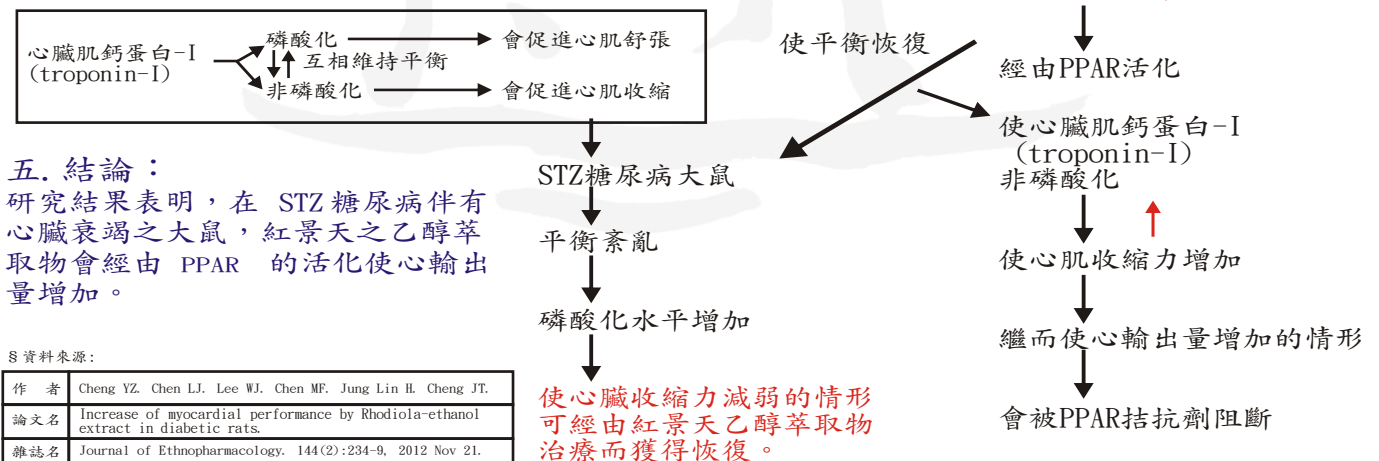 心臟肌鈣蛋白-I
(troponin-I)
磷酸化
會促進心肌舒張
互相維持平衡
非磷酸化
會促進心肌收縮
五.結論：
研究結果表明，在 STZ糖尿病伴有
心臟衰竭之大鼠，紅景天之乙醇萃
取物會經由 PPAR 的活化使心輸出
量增加。
§資料來源:
作 者 Cheng YZ. Chen LJ. Lee WJ. Chen MF. Jung Lin H. Cheng JT.
論文名 Increase of myocardial performance by Rhodiola-ethanol
extract in diabetic rats.
雜誌名 Journal of Ethnopharmacology. 144(2):234-9, 2012 Nov 21.
STZ糖尿病大鼠
平衡紊亂
磷酸化水平增加
使心臟收縮力減弱的情形
可經由紅景天乙醇萃取物
治療而獲得恢復。
使平衡恢復
經由PPAR活化
使心臟肌鈣蛋白-I
(troponin-I)
非磷酸化
使心肌收縮力增加
繼而使心輸出量增加的情形
會被PPAR拮抗劑阻斷